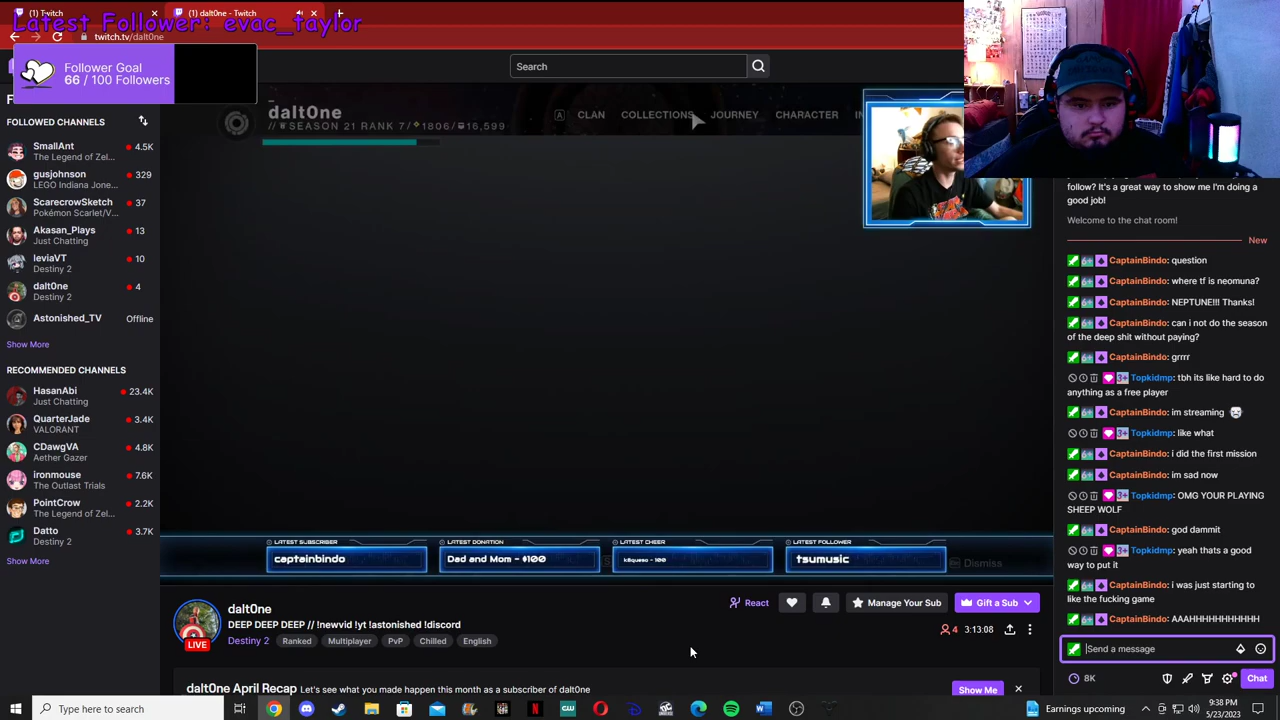 (1) Twitch
(1) dalt0ne - Twitch
Latest Follower: evac_taylor
twitch.tv/dalt0ne
Follower Goal
66 / 100 Followers
Search
FOLLOWED CHANNELS
SmallAnt
4.5K
The Legend of Zel...
gusjohnson
329
LEGO Indiana Jone...
ScarecrowSketch
37
Pokémon Scarlet/V...
Akasan_Plays
13
Just Chatting
leviaVT
10
Destiny 2
dalt0ne
4
Destiny 2
Astonished_TV
Offline
Show More
RECOMMENDED CHANNELS
HasanAbi
23.4K
Just Chatting
QuarterJade
3.4K
VALORANT
CDawgVA
4.8K
Aether Gazer
ironmouse
7.6K
The Outlast Trials
PointCrow
2.2K
The Legend of Zel...
Datto
3.7K
Destiny 2
Show More
dalt0ne
// SEASON 21 RANK 7/ 1806/ 16,599
A CLAN COLLECTIONS JOURNEY CHARACTER
LATEST SUBSCRIBER
captainbindo
LATEST DONATION
Dad and Mom - $100
LATEST CHEER
k8queso - 100
LATEST FOLLOWER
tsumusic
Dismiss
LIVE
dalt0ne
DEEP DEEP DEEP // !newvid !yt !astonished !discord
Destiny 2 Ranked Multiplayer PvP Chilled English
React
Manage Your Sub
Gift a Sub
4 3:13:08
dalt0ne April Recap Let's see what you made happen this month as a subscriber of dalt0ne
Show Me
follow? It's a great way to show me I'm doing a
good job!
Welcome to the chat room!
New
CaptainBindo: question
CaptainBindo: where tf is neomuna?
CaptainBindo: NEPTUNE!!! Thanks!
CaptainBindo: can i not do the season
of the deep shit without paying?
CaptainBindo: grrrr
3+ Topkidmp: tbh its like hard to do
anything as a free player
CaptainBindo: im streaming
3+ Topkidmp: like what
CaptainBindo: i did the first mission
CaptainBindo: im sad now
3+ Topkidmp: OMG YOUR PLAYING
SHEEP WOLF
CaptainBindo: god dammit
3+ Topkidmp: yeah thats a good
way to put it
CaptainBindo: i was just starting to
like the fucking game
CaptainBindo: AAAHHHHHHHHHHH
Send a message
8K
Chat
Type here to search
Earnings upcoming
9:38 PM
5/23/2023